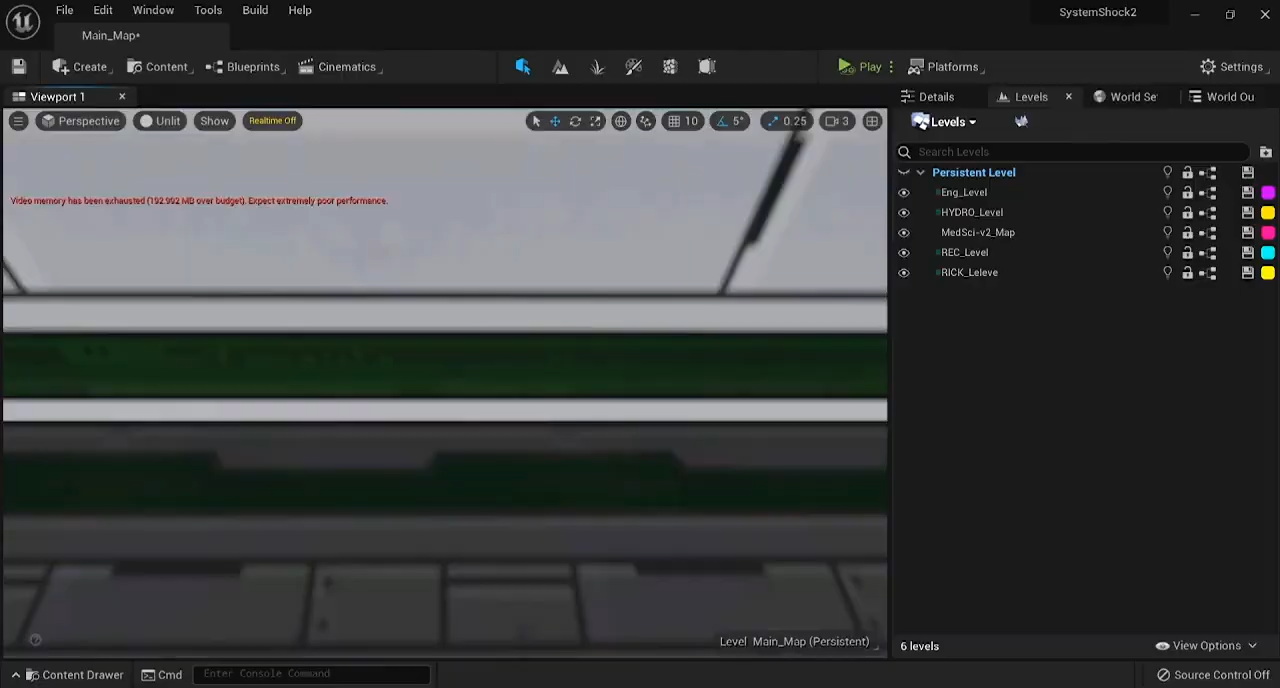 File Edit Window Tools Build Help
SystemShock2
Main_Map*
Create Content Blueprints Cinematics Play Platforms Settings
Viewport 1 Details Levels World Se World Ou
Perspective Unlit Show Realtime Off 10 5° 0.25 3
Levels
Search Levels
Persistent Level
Video memory has been exhausted (192.992 MB over budget). Expect extremely poor performance.
Eng_Level
HYDRO_Level
MedSci-v2_Map
REC_Level
RICK_Leleve
Level Main_Map (Persistent)
6 levels View Options
Content Drawer Cmd Enter Console Command Source Control Off